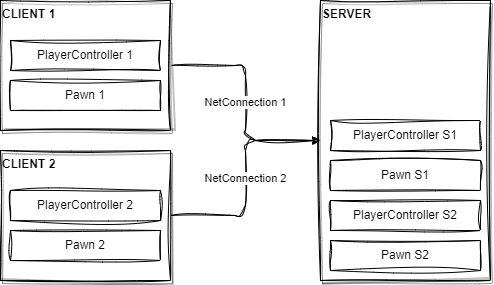 CLIENT 1
PlayerController 1
Pawn 1
CLIENT 2
PlayerController 2
Pawn 2
NetConnection 1
NetConnection 2
SERVER
PlayerController S1
Pawn S1
PlayerController S2
Pawn S2